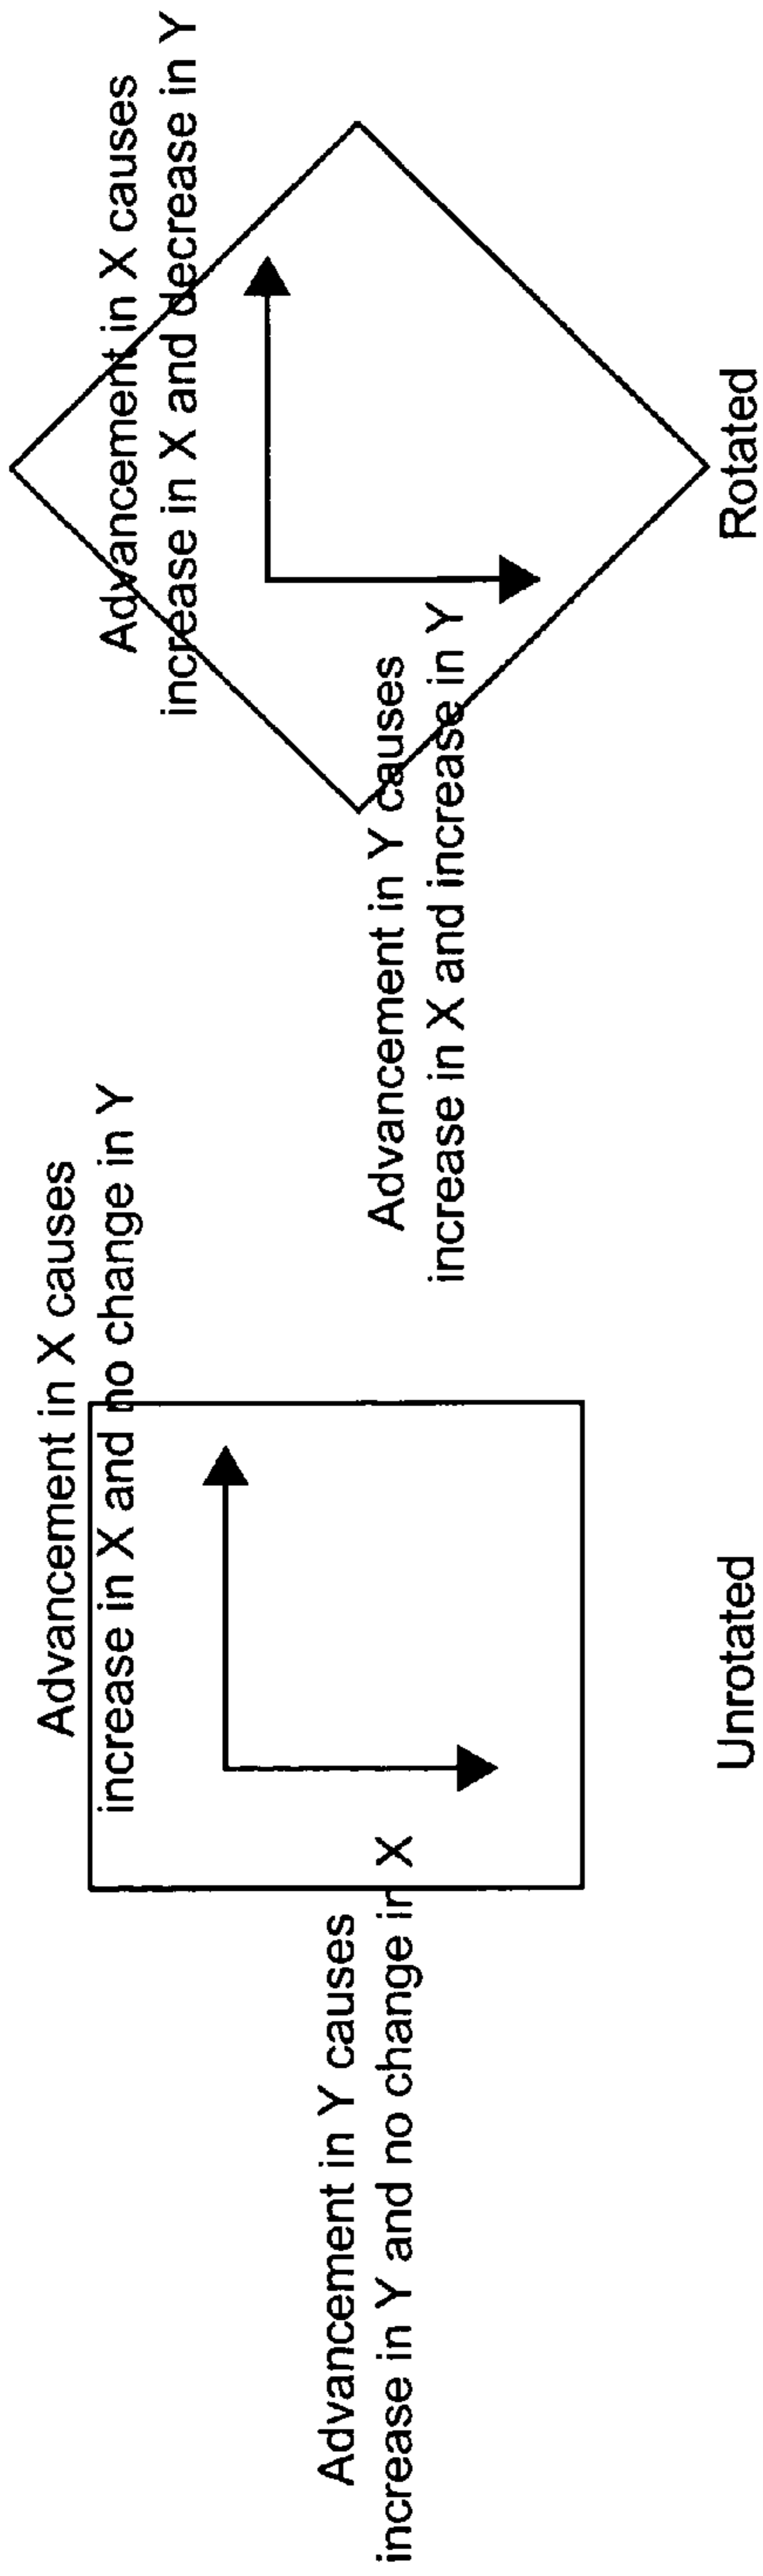 Advancement in X causes
increase in X and no change in Y
Advancement in Y causes
increase in Y and no change in X
Unrotated
Advancement in X causes
increase in X and decrease in Y
Advancement in Y causes
increase in X and increase in Y
Rotated